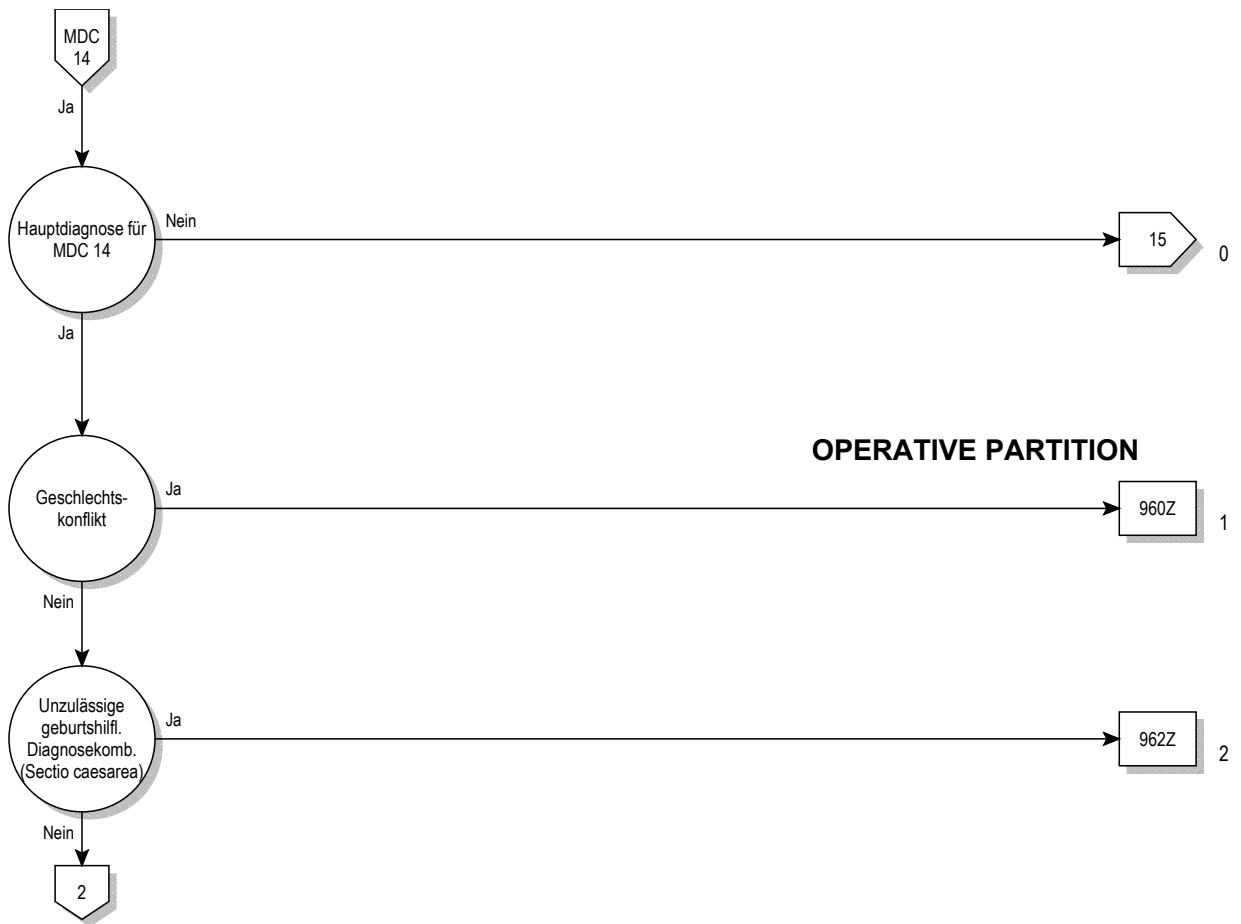 MDC
14
Ja
Hauptdiagnose für
MDC 14
Nein
15
0
Ja
OPERATIVE PARTITION
Geschlechts-
konflikt
Ja
960Z
1
Nein
Unzulässige
geburtshilfl.
Diagnosekomb.
(Sectio caesarea)
Ja
962Z
2
Nein
2